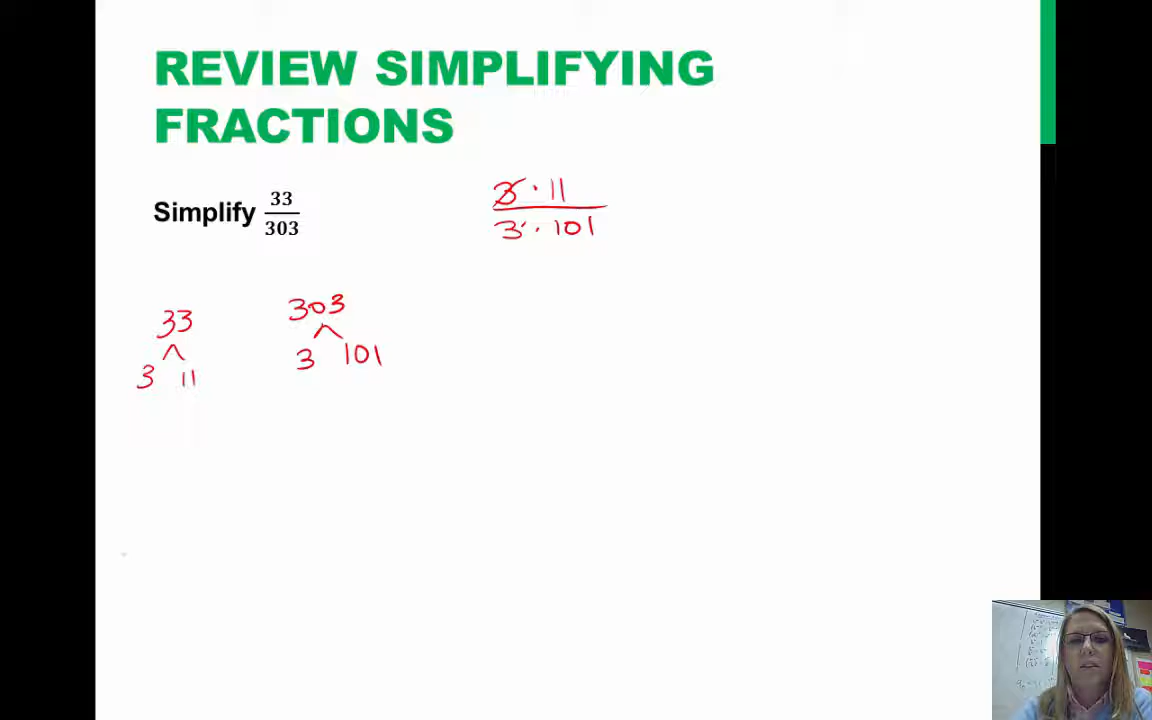 REVIEW SIMPLIFYING
FRACTIONS
Simplify 33/303
3 · 11
3 · 101
33
3 11
303
3 101